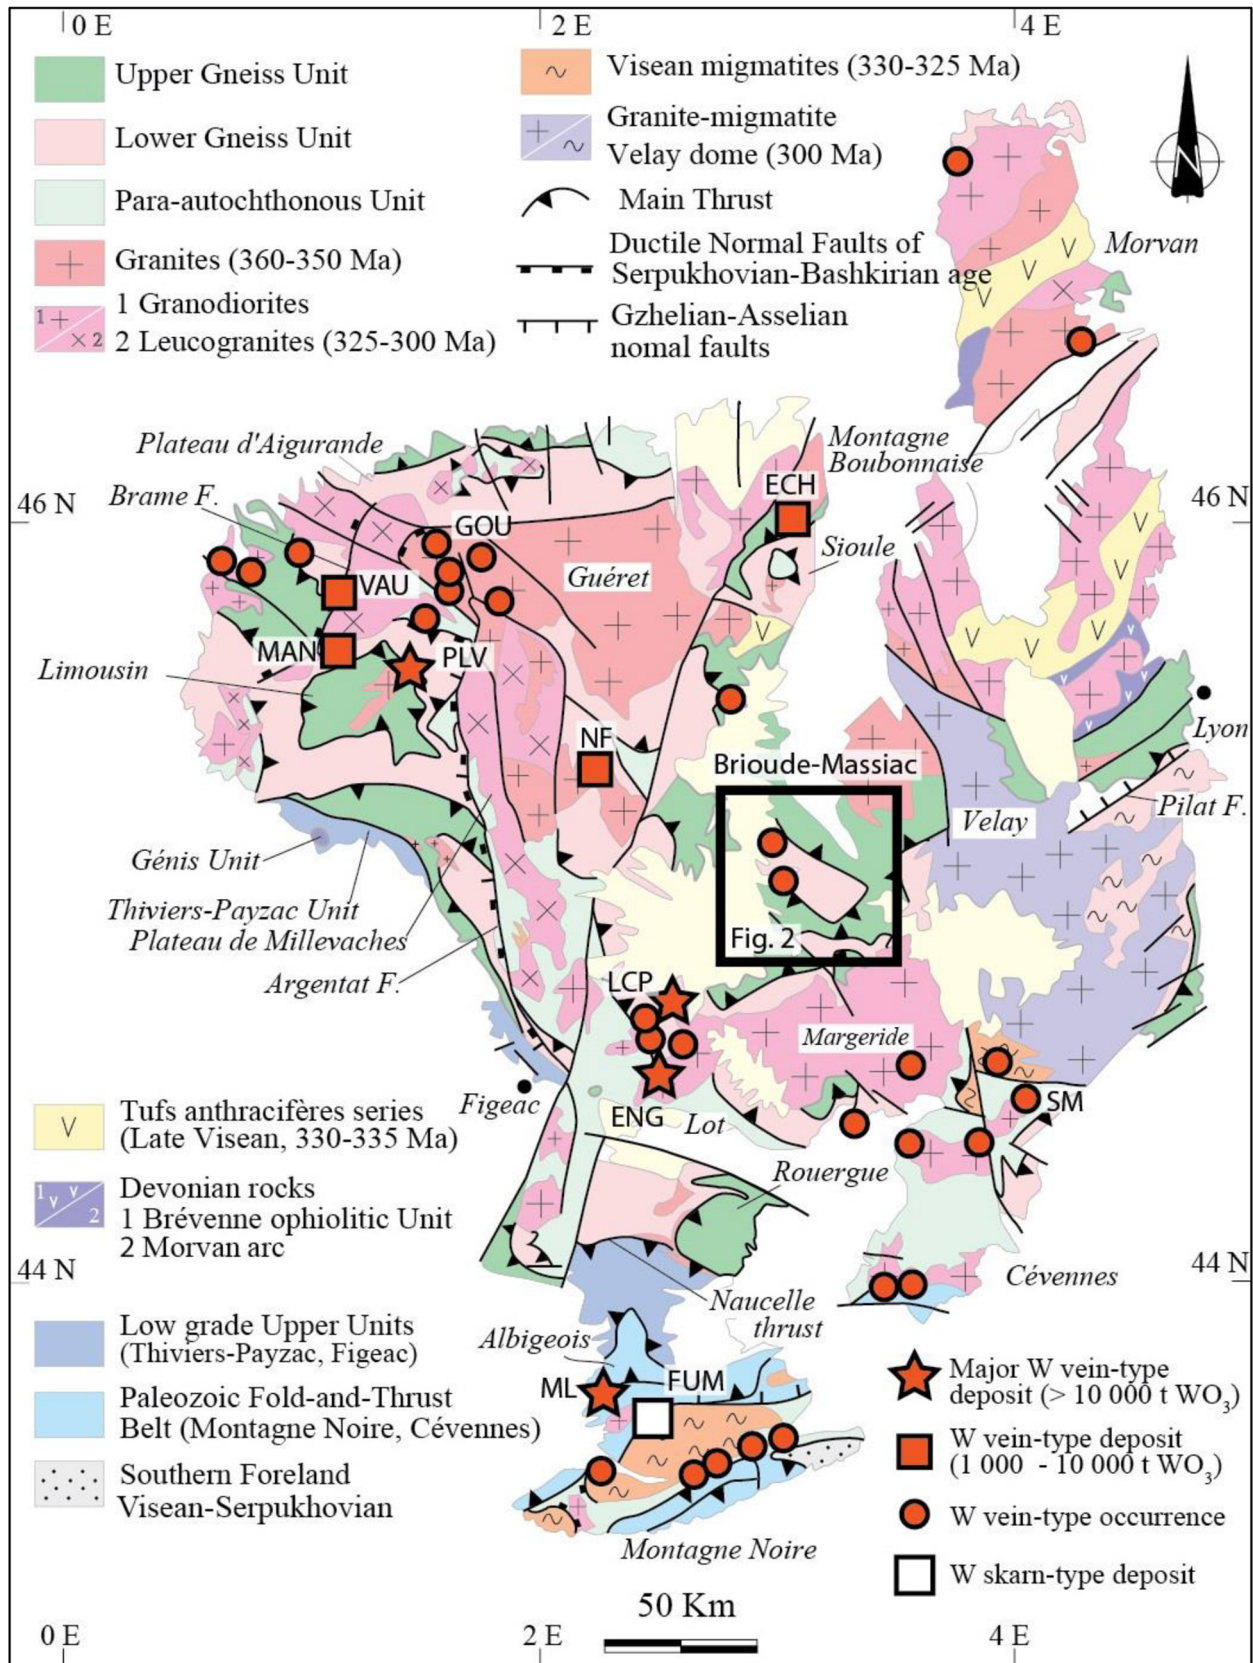 0 E
2 E
4 E
Upper Gneiss Unit
Lower Gneiss Unit
Para-autochthonous Unit
Granites (360-350 Ma)
1 +
× 2
1 Granodiorites
2 Leucogranites (325-300 Ma)
Visean migmatites (330-325 Ma)
Granite-migmatite
Velay dome (300 Ma)
Main Thrust
Ductile Normal Faults of
Serpukhovian-Bashkirian age
Gzhelian-Asselian
nomal faults
N
Morvan
Plateau d'Aigurande
Montagne
Boubonnaise
Brame F.
46 N
46 N
ECH
GOU
Sioule
Guéret
VAU
MAN
PLV
Limousin
Lyon
NF
Brioude-Massiac
Velay
Pilat F.
Génis Unit
Thiviers-Payzac Unit
Plateau de Millevaches
Fig. 2
Argentat F.
LCP
Margeride
Figeac
ENG
Lot
SM
Rouergue
Tufs anthracifères series
(Late Visean, 330-335 Ma)
1 v v
2
Devonian rocks
1 Brévenne ophiolitic Unit
2 Morvan arc
44 N
44 N
Cévennes
Naucelle
thrust
Albigeois
Low grade Upper Units
(Thiviers-Payzac, Figeac)
ML
FUM
Paleozoic Fold-and-Thrust
Belt (Montagne Noire, Cévennes)
Southern Foreland
Visean-Serpukhovian
Montagne Noire
Major W vein-type
deposit (> 10 000 t WO3)
W vein-type deposit
(1 000 - 10 000 t WO3)
W vein-type occurrence
W skarn-type deposit
50 Km
0 E
2 E
4 E